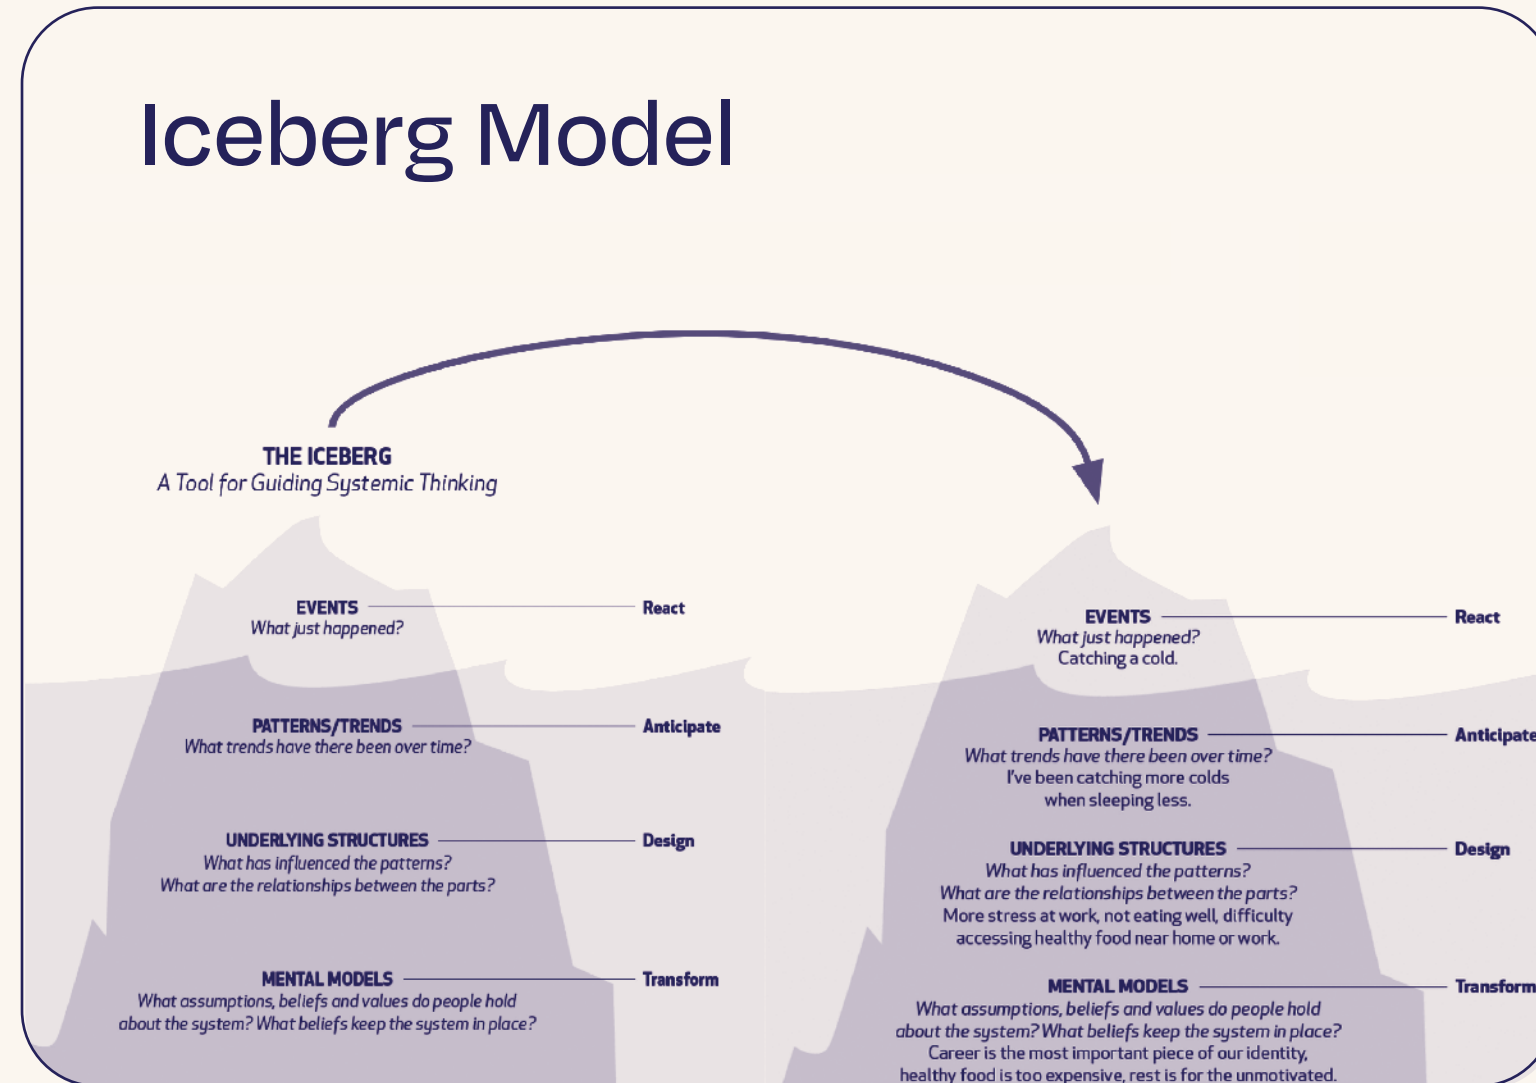 Iceberg Model
THE ICEBERG
A Tool for Guiding Systemic Thinking
EVENTS React
What just happened?
PATTERNS/TRENDS Anticipate
What trends have there been over time?
UNDERLYING STRUCTURES Design
What has influenced the patterns?
What are the relationships between the parts?
MENTAL MODELS Transform
What assumptions, beliefs and values do people hold
about the system? What beliefs keep the system in place?
EVENTS React
What just happened?
Catching a cold.
PATTERNS/TRENDS Anticipate
What trends have there been over time?
I've been catching more colds
when sleeping less.
UNDERLYING STRUCTURES Design
What has influenced the patterns?
What are the relationships between the parts?
More stress at work, not eating well, difficulty
accessing healthy food near home or work.
MENTAL MODELS Transform
What assumptions, beliefs and values do people hold
about the system? What beliefs keep the system in place?
Career is the most important piece of our identity,
healthy food is too expensive, rest is for the unmotivated.